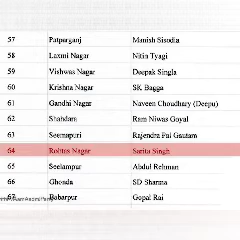 57 Patparganj Manish Sisodia
58 Laxmi Nagar Nitin Tyagi
59 Vishwas Nagar Deepak Singla
60 Krishna Nagar SK Bagga
61 Gandhi Nagar Naveen Choudhary (Deepu)
62 Shahdara Ram Niwas Goyal
63 Seemapuri Rajendra Pal Gautam
64 Rohtas Nagar Sarita Singh
65 Seelampur Abdul Rehman
66 Ghonda SD Sharma
67 Babarpur Gopal Rai